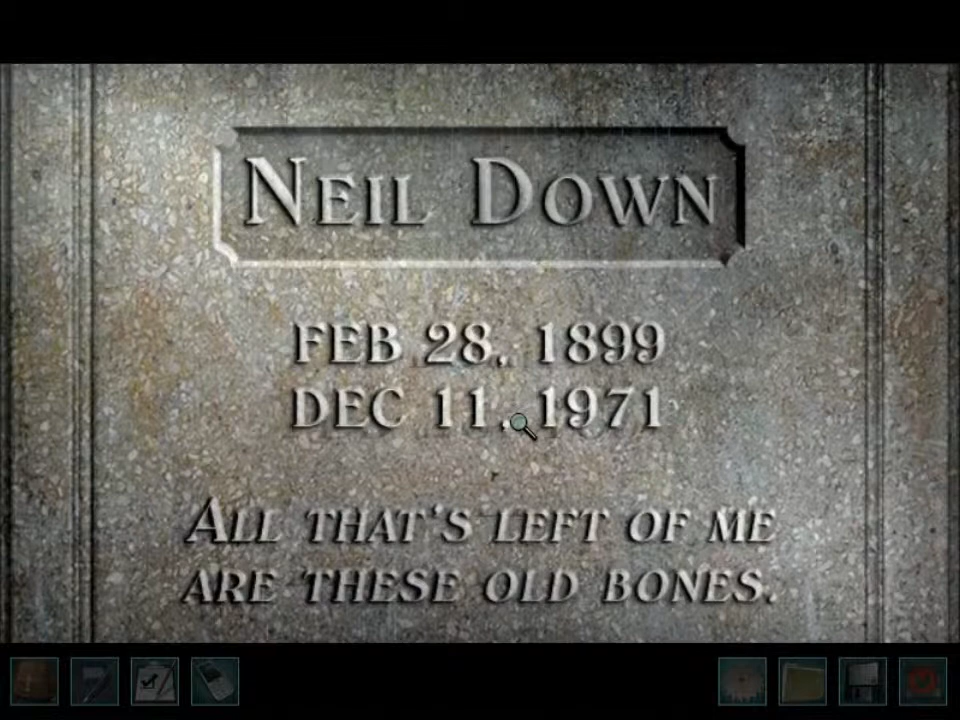 NEIL DOWN
FEB 28, 1899
DEC 11, 1971
ALL THAT'S LEFT OF ME
ARE THESE OLD BONES.